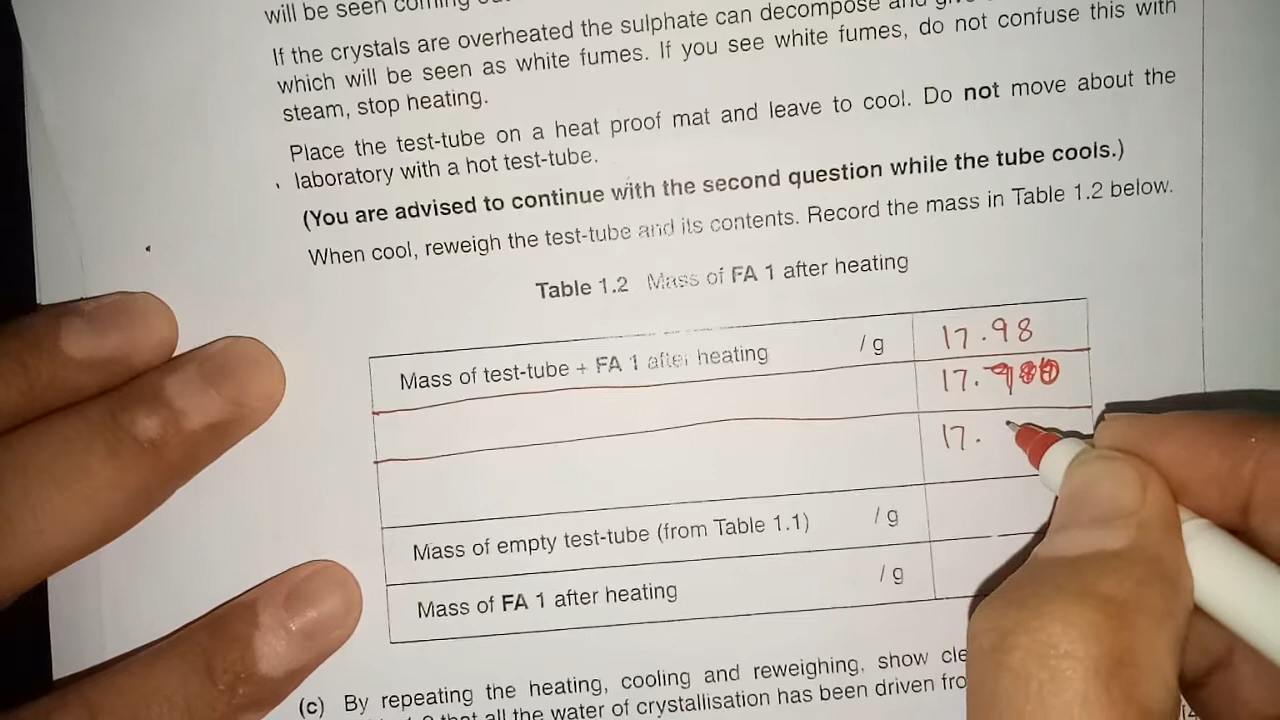 will be seen coming
If the crystals are overheated the sulphate can decompose and
which will be seen as white fumes. If you see white fumes, do not confuse this with
steam, stop heating.
Place the test-tube on a heat proof mat and leave to cool. Do not move about the
laboratory with a hot test-tube.
(You are advised to continue with the second question while the tube cools.)
When cool, reweigh the test-tube and its contents. Record the mass in Table 1.2 below.
Table 1.2 Mass of FA 1 after heating
Mass of test-tube + FA 1 after heating / g 17.98
17.980
17.
Mass of empty test-tube (from Table 1.1) / g
Mass of FA 1 after heating / g
(c) By repeating the heating, cooling and reweighing, show
that all the water of crystallisation has been driven